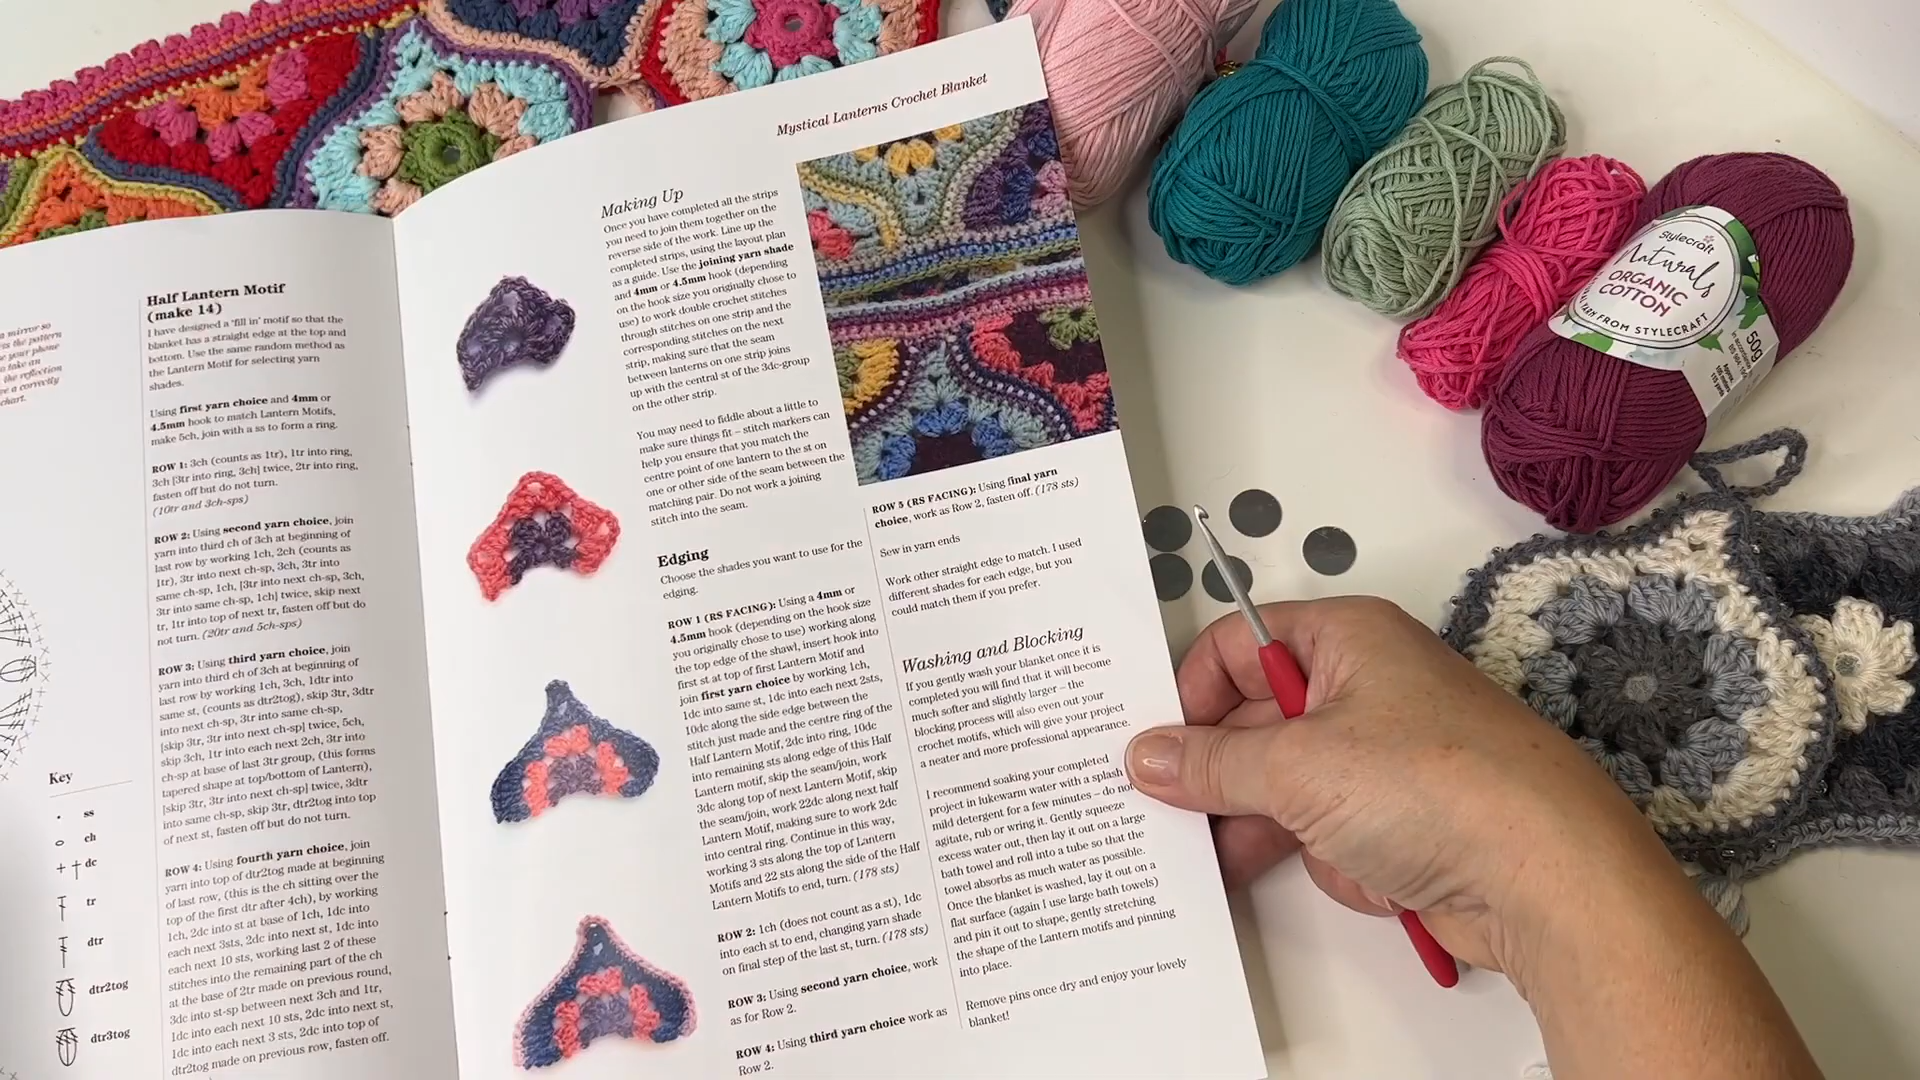 a mirror so
ss the pattern
e your phone
o take an
the reflection
ve a correctly
chart.
Key
ss
ch
dc
tr
dtr
dtr2tog
dtr3tog
Half Lantern Motif
(make 14)
I have designed a 'fill in' motif so that the
blanket has a straight edge at the top and
bottom. Use the same random method as
the Lantern Motif for selecting yarn
shades.
Using first yarn choice and 4mm or
4.5mm hook to match Lantern Motifs,
make 5ch, join with a ss to form a ring.
ROW 1: 3ch (counts as 1tr), 1tr into ring,
3ch [3tr into ring, 3ch] twice, 2tr into ring,
fasten off but do not turn.
(10tr and 3ch-sps)
ROW 2: Using second yarn choice, join
yarn into third ch of 3ch at beginning of
last row by working 1ch, 2ch (counts as
1tr), 3tr into next ch-sp, 3ch, 3tr into
same ch-sp, 1ch, [3tr into next ch-sp, 3ch,
3tr into same ch-sp, 1ch] twice, skip next
tr, 1tr into top of next tr, fasten off but do
not turn. (20tr and 5ch-sps)
ROW 3: Using third yarn choice, join
yarn into third ch of 3ch at beginning of
last row by working 1ch, 3ch, 1dtr into
same st, (counts as dtr2tog), skip 3tr, 3dtr
into next ch-sp, 3tr into same ch-sp,
[skip 3tr, 3tr into next ch-sp] twice, 5ch,
skip 3ch, 1tr into each next 2ch, 3tr into
ch-sp at base of last 3tr group, (this forms
tapered shape at top/bottom of Lantern),
[skip 3tr, 3tr into next ch-sp] twice, 3dtr
into same ch-sp, skip 3tr, dtr2tog into top
of next st, fasten off but do not turn.
ROW 4: Using fourth yarn choice, join
yarn into top of dtr2tog made at beginning
of last row, (this is the ch sitting over the
top of the first dtr after 4ch), by working
1ch, 2dc into st at base of 1ch, 1dc into
each next 3sts, 2dc into next st, 1dc into
each next 10 sts, working last 2 of these
stitches into the remaining part of the ch
at the base of 2tr made on previous round,
3dc into st-sp between next 3ch and 1tr,
1dc into each next 10 sts, 2dc into next st,
1dc into each next 3 sts, 2dc into top of
dtr2tog made on previous row, fasten off.
Mystical Lanterns Crochet Blanket
Making Up
Once you have completed all the strips
you need to join them together on the
reverse side of the work. Line up the
completed strips, using the layout plan
as a guide. Use the joining yarn shade
and 4mm or 4.5mm hook (depending
on the hook size you originally chose to
use) to work double crochet stitches
through stitches on one strip and the
corresponding stitches on the next
strip, making sure that the seam
between lanterns on one strip joins
up with the central st of the 3dc-group
on the other strip.
You may need to fiddle about a little to
make sure things fit – stitch markers can
help you ensure that you match the
centre point of one lantern to the st on
one or other side of the seam between the
matching pair. Do not work a joining
stitch into the seam.
Edging
Choose the shades you want to use for the
edging.
ROW 1 (RS FACING): Using a 4mm or
4.5mm hook (depending on the hook size
you originally chose to use) working along
the top edge of the shawl, insert hook into
first st at top of first Lantern Motif and
join first yarn choice by working 1ch,
1dc into same st, 1dc into each next 2sts,
10dc along the side edge between the
stitch just made and the centre ring of the
Half Lantern Motif, 2dc into ring, 10dc
into remaining sts along edge of this Half
Lantern motif, skip the seam/join, work
3dc along top of next Lantern Motif, skip
the seam/join, work 22dc along next half
Lantern Motif, making sure to work 2dc
into central ring. Continue in this way,
working 3 sts along the top of Lantern
Motifs and 22 sts along the side of the Half
Lantern Motifs to end, turn. (178 sts)
ROW 2: 1ch (does not count as a st), 1dc
into each st to end, changing yarn shade
on final step of the last st, turn. (178 sts)
ROW 3: Using second yarn choice, work
as for Row 2.
ROW 4: Using third yarn choice work as
Row 2.
ROW 5 (RS FACING): Using final yarn
choice, work as Row 2, fasten off. (178 sts)
Sew in yarn ends
Work other straight edge to match. I used
different shades for each edge, but you
could match them if you prefer.
Washing and Blocking
If you gently wash your blanket once it is
completed you will find that it will become
much softer and slightly larger – the
blocking process will also even out your
crochet motifs, which will give your project
a neater and more professional appearance.
I recommend soaking your completed
project in lukewarm water with a splash
mild detergent for a few minutes – do not
agitate, rub or wring it. Gently squeeze
excess water out, then lay it out on a large
bath towel and roll into a tube so that the
towel absorbs as much water as possible.
Once the blanket is washed, lay it out on a
flat surface (again I use large bath towels)
and pin it out to shape, gently stretching
the shape of the Lantern motifs and pinning
into place.
Remove pins once dry and enjoy your lovely
blanket!
Stylecraft
Naturals
ORGANIC
COTTON
YARN FROM STYLECRAFT
50g